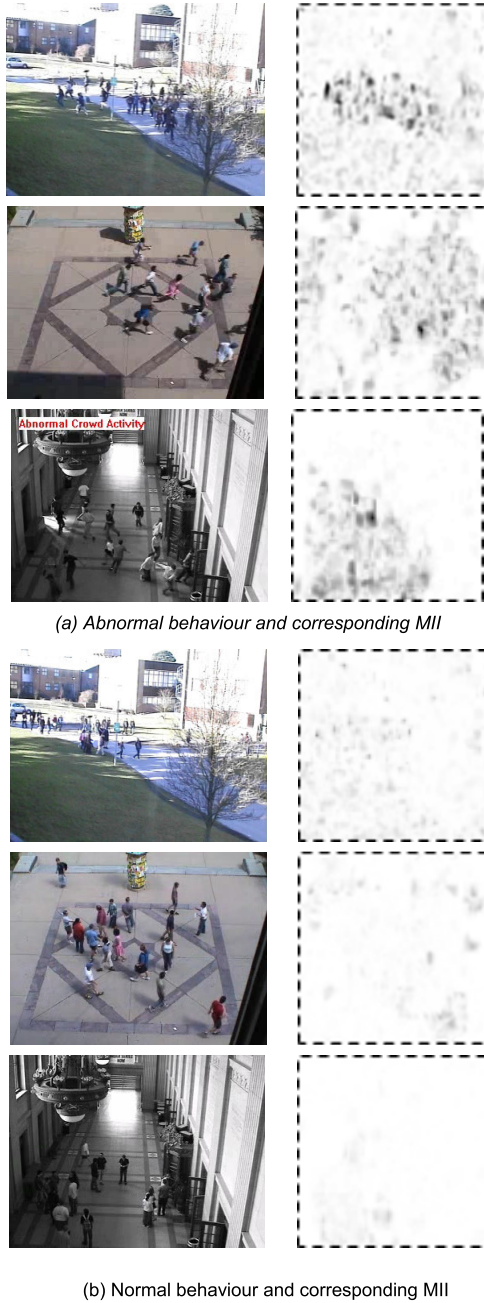 Abnormal Crowd Activity
(a) Abnormal behaviour and corresponding MII
(b) Normal behaviour and corresponding MII